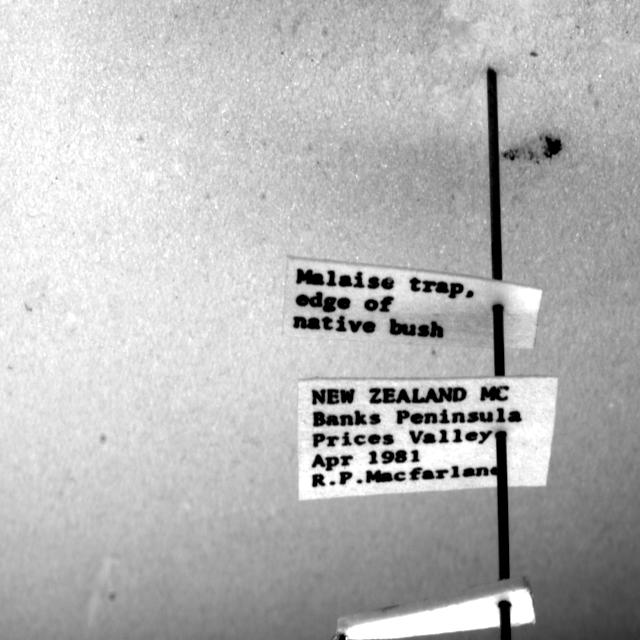 Malaise trap,
edge of
native bush
NEW ZEALAND MC
Banks Peninsula
Prices Valley
Apr 1981
R.P.Macfarlane